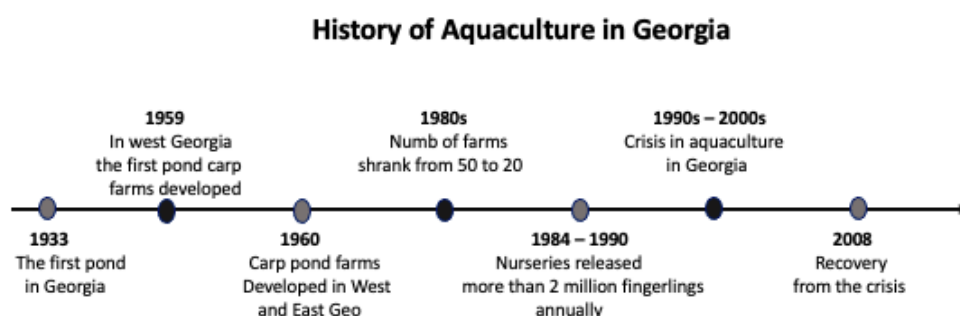 History of Aquaculture in Georgia
1959
In west Georgia
the first pond carp
farms developed
1980s
Numb of farms
shrank from 50 to 20
1990s – 2000s
Crisis in aquaculture
in Georgia
1933
The first pond
in Georgia
1960
Carp pond farms
Developed in West
and East Geo
1984 – 1990
Nurseries released
more than 2 million fingerlings
annually
2008
Recovery
from the crisis